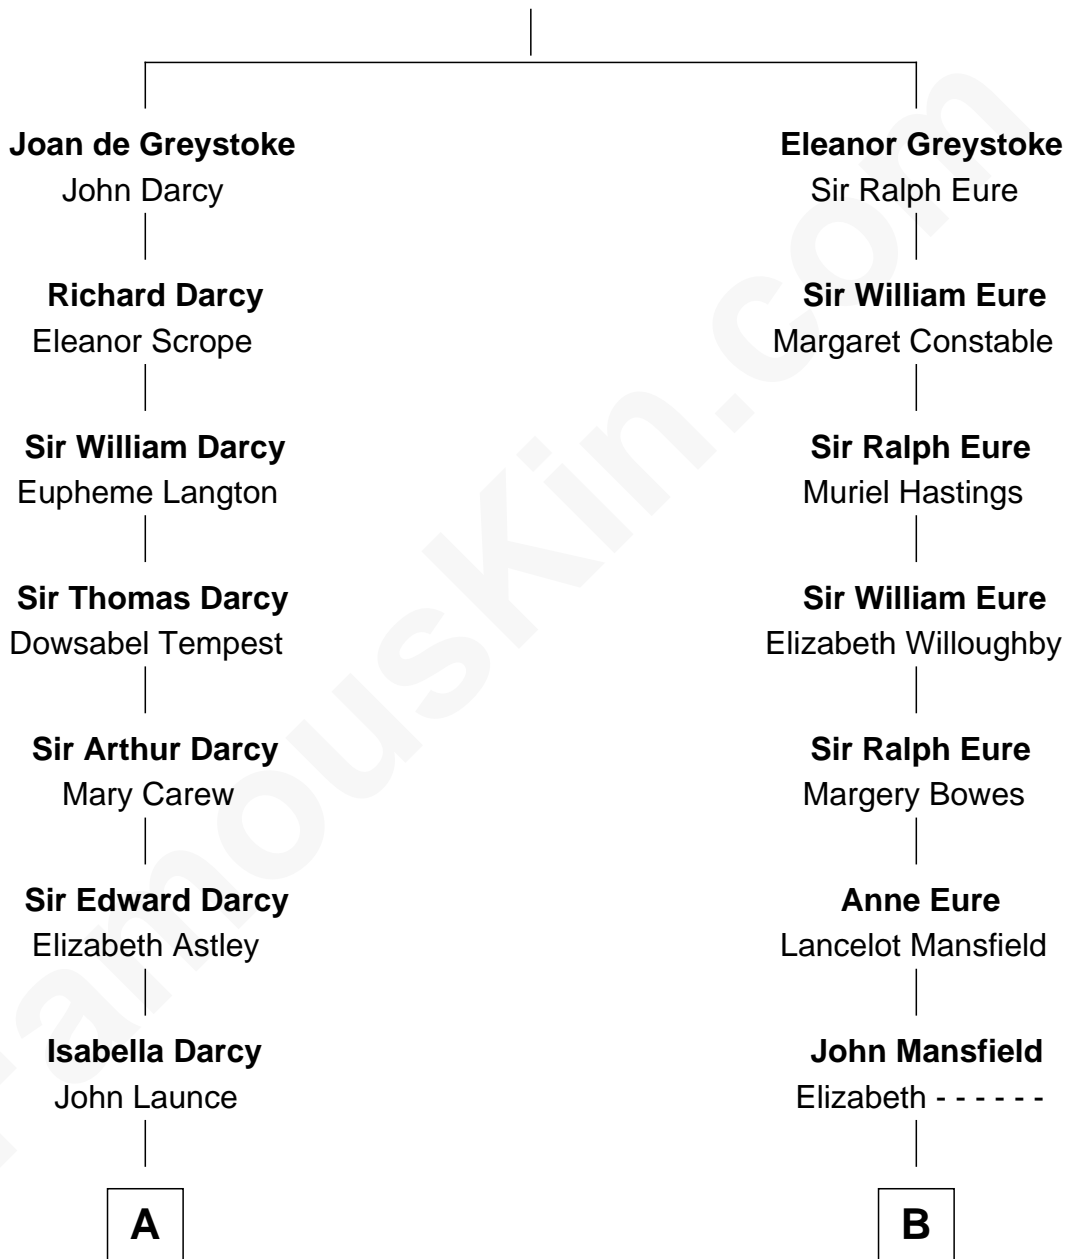 Joan de Greystoke
John Darcy
Richard Darcy
Eleanor Scrope
Sir William Darcy
Eupheme Langton
Sir Thomas Darcy
Dowsabel Tempest
Sir Arthur Darcy
Mary Carew
Sir Edward Darcy
Elizabeth Astley
Isabella Darcy
John Launce
A
Eleanor Greystoke
Sir Ralph Eure
Sir William Eure
Margaret Constable
Sir Ralph Eure
Muriel Hastings
Sir William Eure
Elizabeth Willoughby
Sir Ralph Eure
Margery Bowes
Anne Eure
Lancelot Mansfield
John Mansfield
Elizabeth - - - - - -
B
FamousKin.com